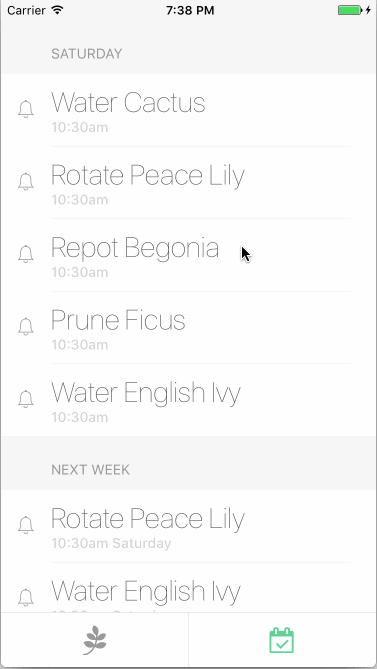 Carrier 7:38 PM
SATURDAY
Water Cactus
10:30am
Rotate Peace Lily
10:30am
Repot Begonia
10:30am
Prune Ficus
10:30am
Water English Ivy
10:30am
NEXT WEEK
Rotate Peace Lily
10:30am Saturday
Water English Ivy